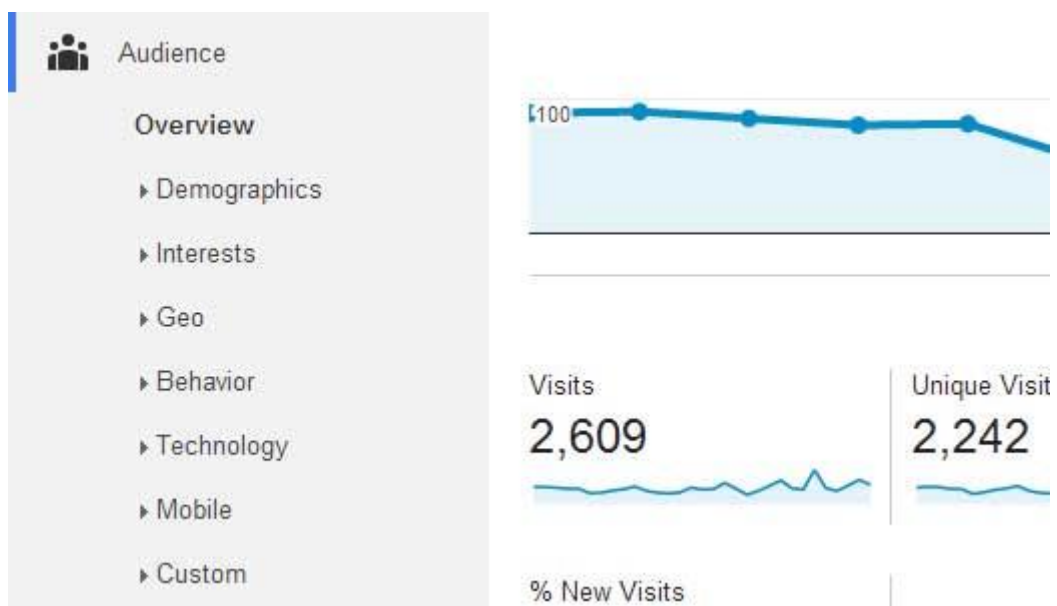 Audience
Overview
Demographics
Interests
Geo
Behavior
Technology
Mobile
Custom
100
Visits
2,609
Unique Visit
2,242
% New Visits